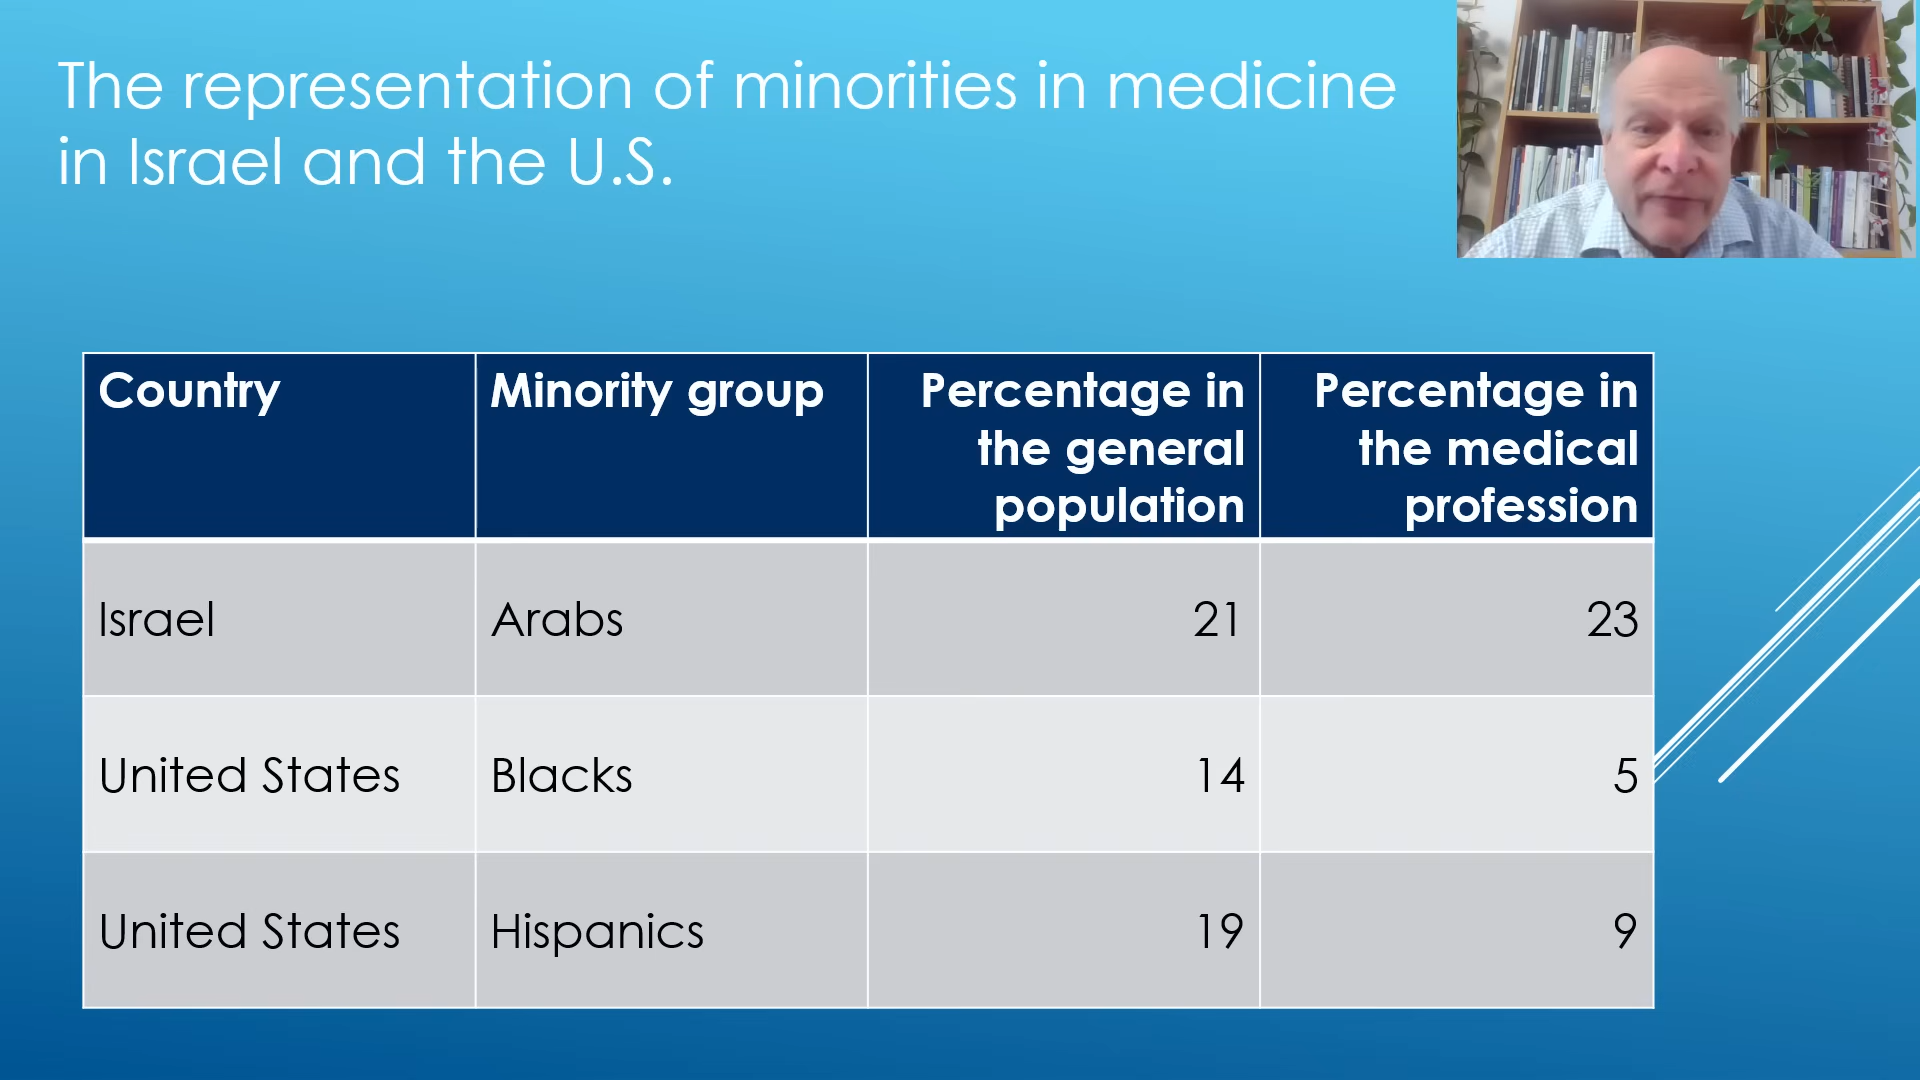 The representation of minorities in medicine
in Israel and the U.S.
Country
Minority group
Percentage in
the general
population
Percentage in
the medical
profession
Israel
Arabs
21
23
United States
Blacks
14
5
United States
Hispanics
19
9